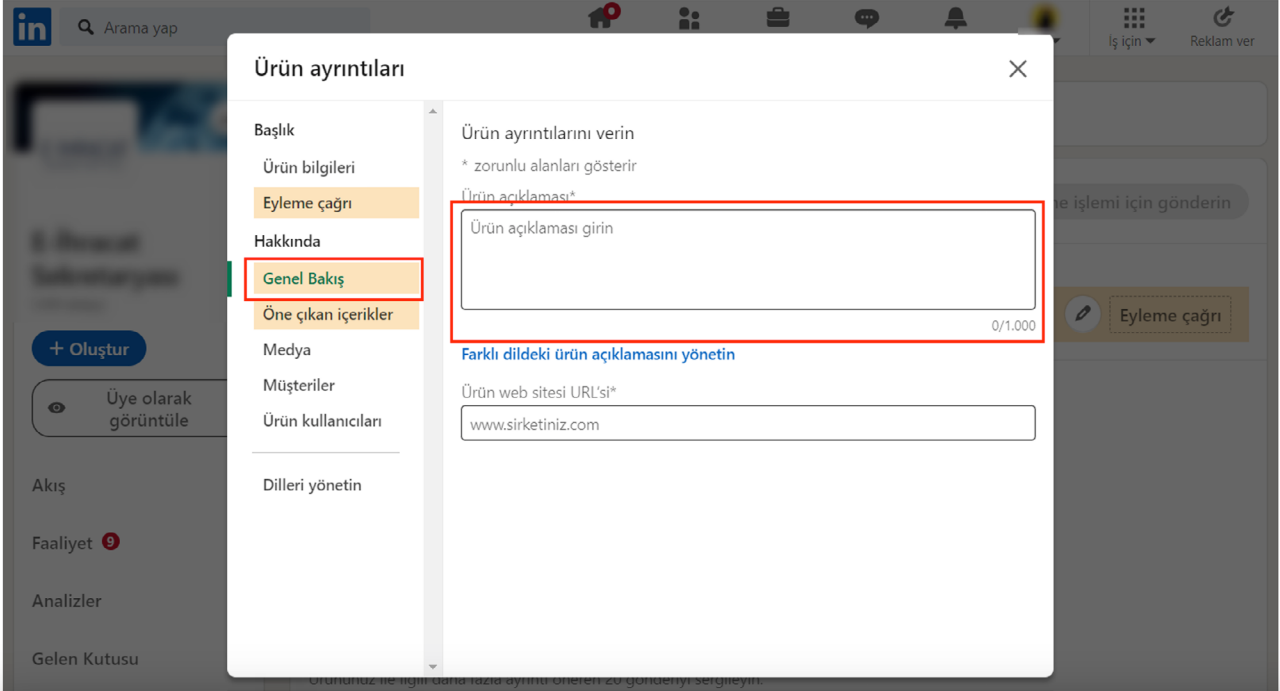 in
Arama yap
İş için
Reklam ver
Ürün ayrıntıları
Başlık
Ürün bilgileri
Eyleme çağrı
Hakkında
Genel Bakış
Öne çıkan içerikler
Medya
Müşteriler
Ürün kullanıcıları
Dilleri yönetin
Ürün ayrıntılarını verin
* zorunlu alanları gösterir
Ürün açıklaması*
Ürün açıklaması girin
0/1.000
Farklı dildeki ürün açıklamasını yönetin
Ürün web sitesi URL'si*
www.sirketiniz.com
işlemi için gönderin
Eyleme çağrı
E-İhracat
Sekretaryası
+ Oluştur
Üye olarak
görüntüle
Akış
Faaliyet 9
Analizler
Gelen Kutusu
Ürününüz ile ilgili daha fazla ayrıntı öneren 20 gönderiyi sergileyin.